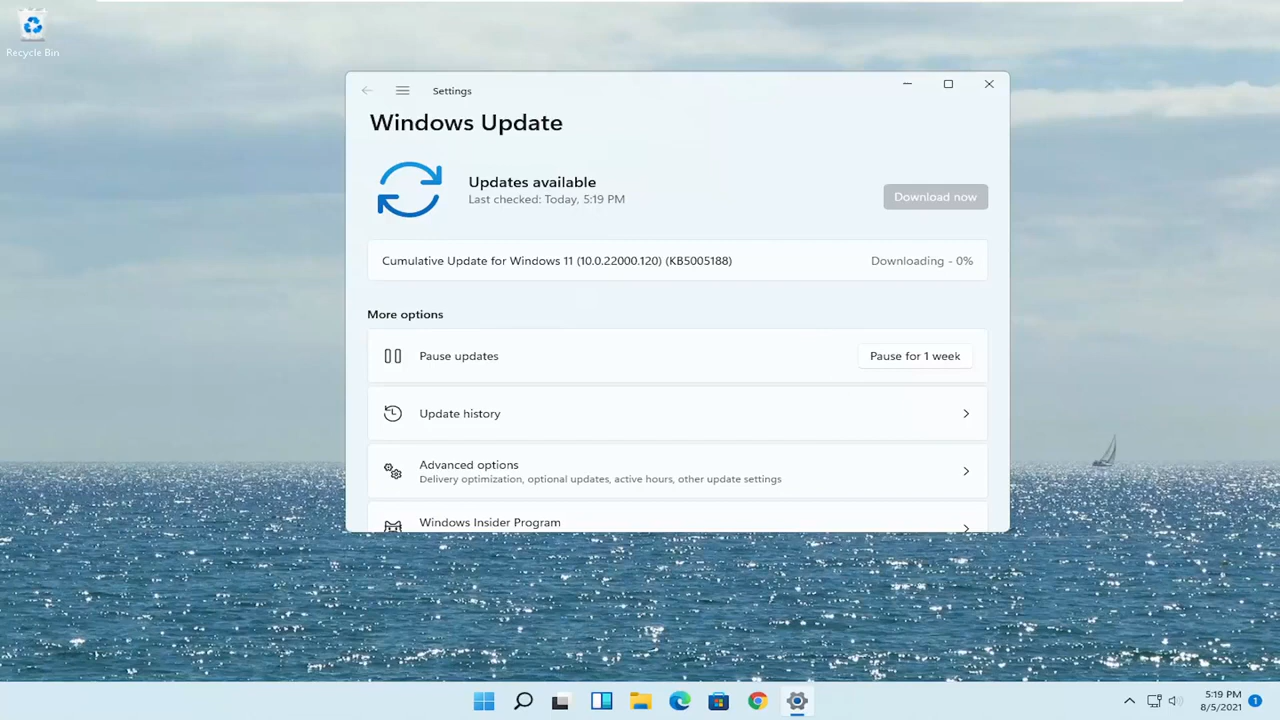 Recycle Bin
Settings
Windows Update
Updates available
Last checked: Today, 5:19 PM
Download now
Cumulative Update for Windows 11 (10.0.22000.120) (KB5005188)
Downloading - 0%
More options
Pause updates
Pause for 1 week
Update history
Advanced options
Delivery optimization, optional updates, active hours, other update settings
Windows Insider Program
5:19 PM
8/5/2021
1